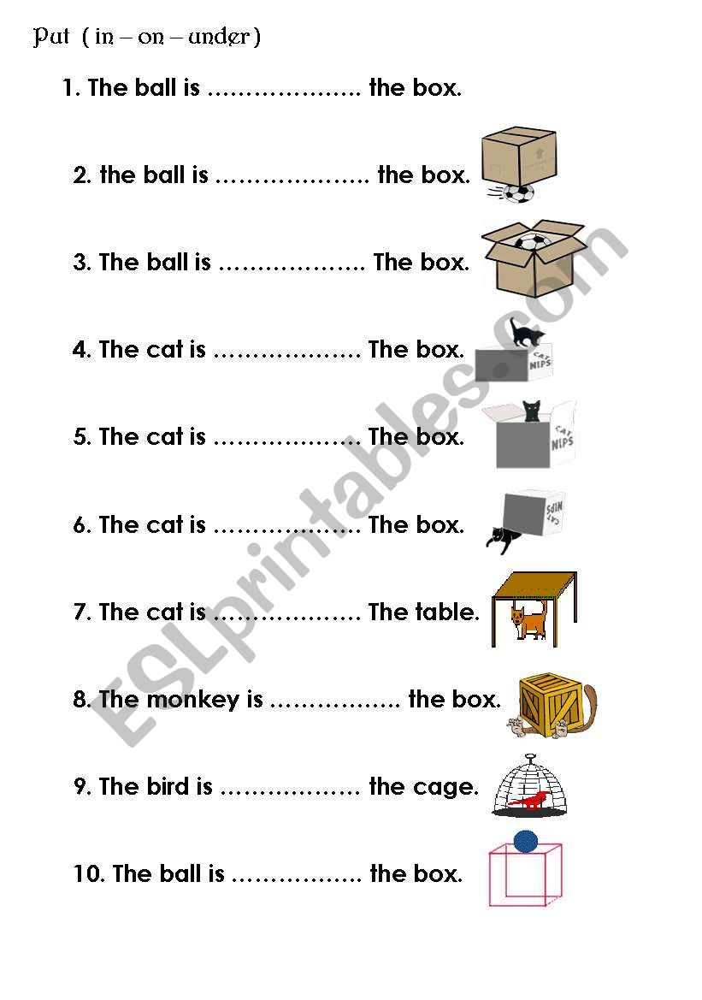 Put ( in – on – under )
1. The ball is ………………….. the box.
2. the ball is ………………….. the box.
3. The ball is …………………. The box.
4. The cat is …………………. The box.
CAT
NIPS
5. The cat is …………………. The box.
CAT
NIPS
6. The cat is …………………. The box.
CAT
NIPS
7. The cat is …………………. The table.
8. The monkey is …………….. the box.
9. The bird is ……………… the cage.
10. The ball is …………….. the box.
ESLprintables.com